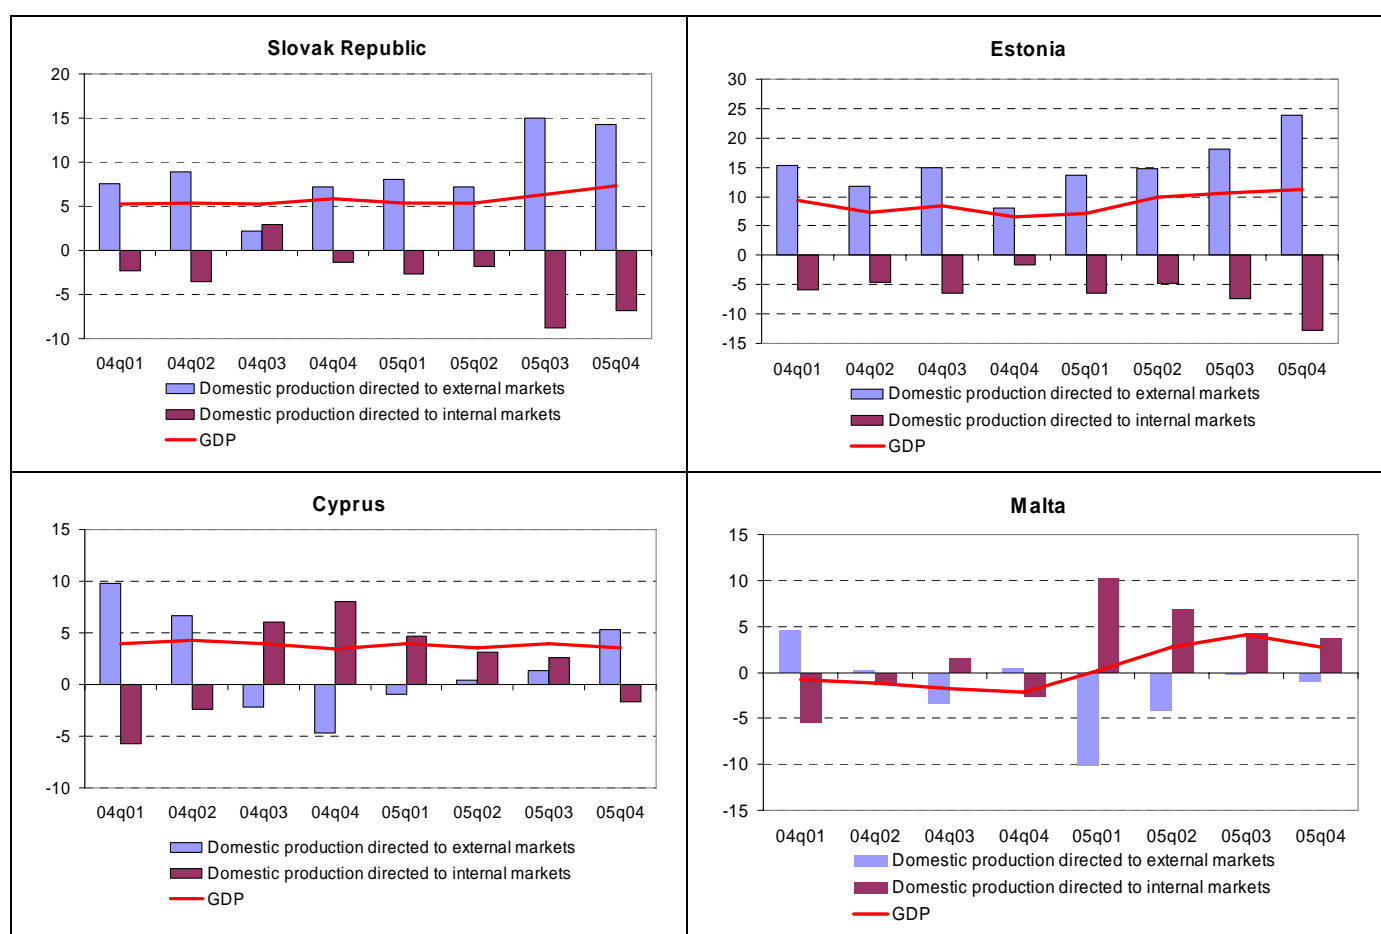 Slovak Republic
20
15
10
5
0
-5
-10
04q01 04q02 04q03 04q04 05q01 05q02 05q03 05q04
Domestic production directed to external markets
Domestic production directed to internal markets
GDP
Estonia
30
25
20
15
10
5
0
-5
-10
-15
04q01 04q02 04q03 04q04 05q01 05q02 05q03 05q04
Domestic production directed to external markets
Domestic production directed to internal markets
GDP
Cyprus
15
10
5
0
-5
-10
04q01 04q02 04q03 04q04 05q01 05q02 05q03 05q04
Domestic production directed to external markets
Domestic production directed to internal markets
GDP
Malta
15
10
5
0
-5
-10
-15
04q01 04q02 04q03 04q04 05q01 05q02 05q03 05q04
Domestic production directed to external markets
Domestic production directed to internal markets
GDP